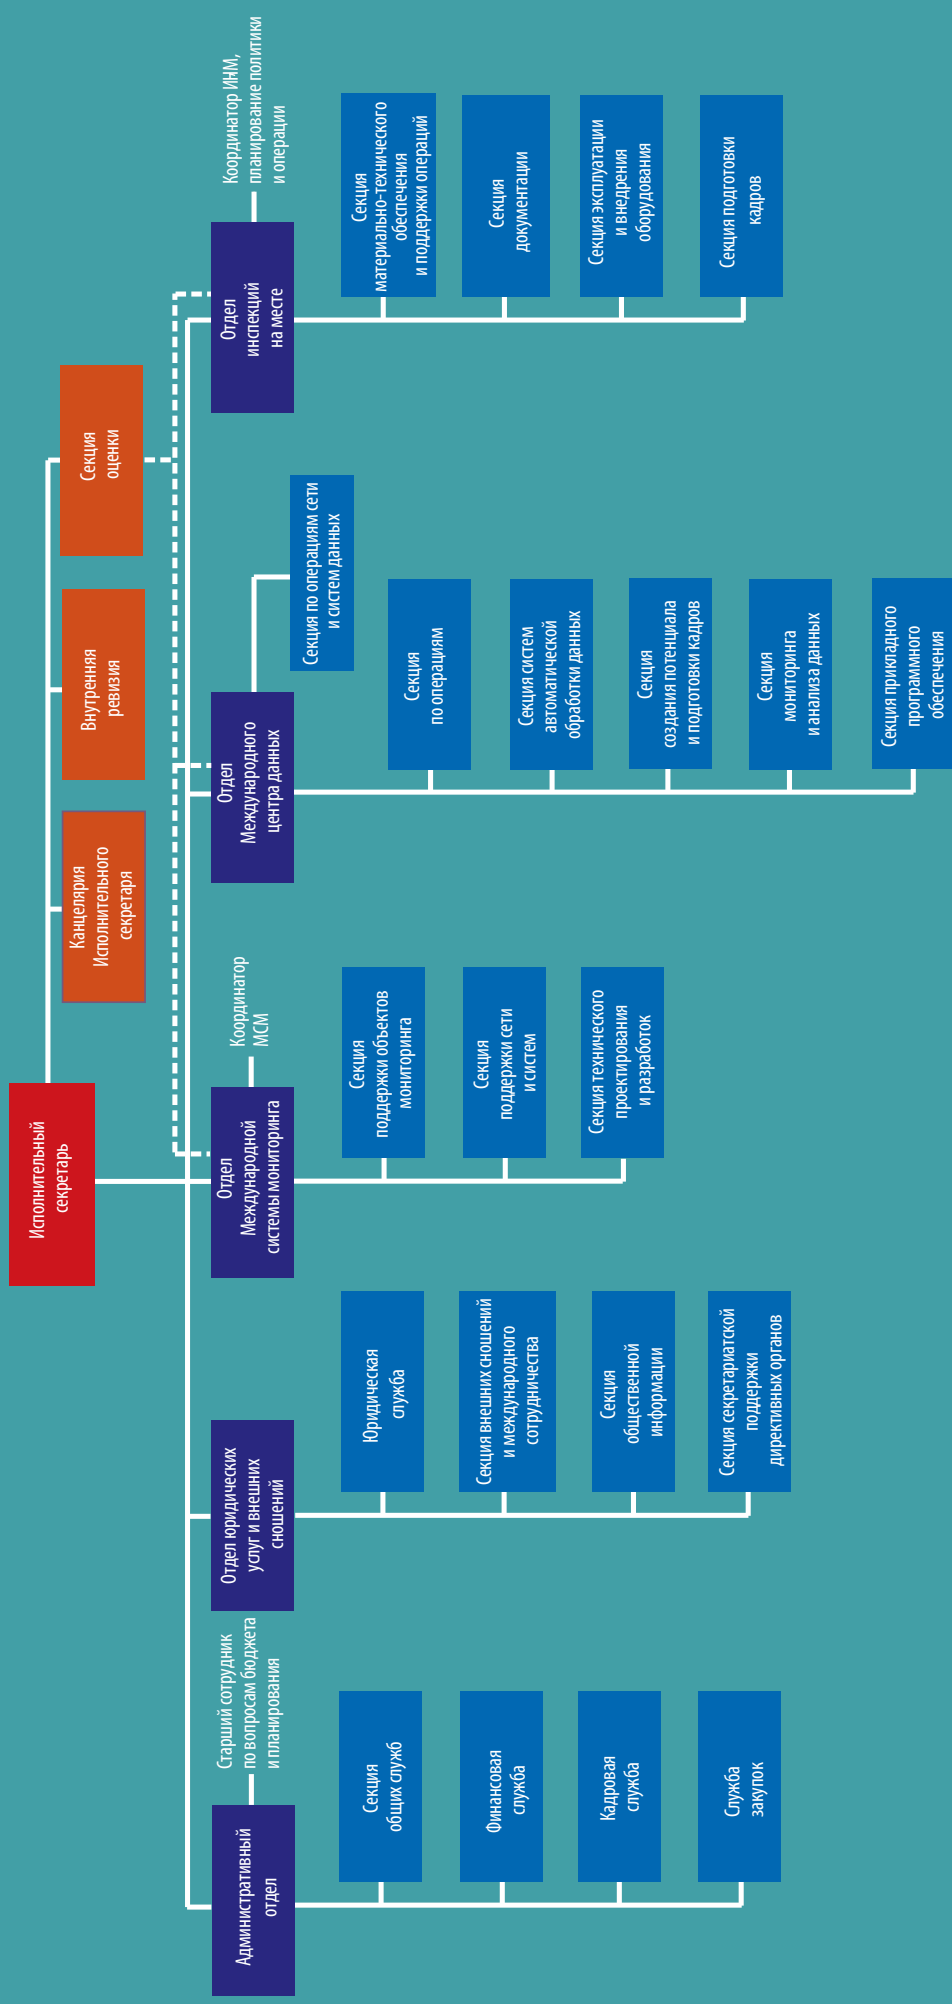 Исполнительный
секретарь
Канцелярия
Исполнительного
секретаря
Внутренняя
ревизия
Секция
оценки
Административный
отдел
Старший сотрудник
по вопросам бюджета
и планирования
Секция
общих служб
Финансовая
служба
Кадровая
служба
Служба
закупок
Отдел юридических
услуг и внешних
сношений
Юридическая
служба
Секция внешних сношений
и международного
сотрудничества
Секция
общественной
информации
Секция секретариатской
поддержки
директивных органов
Отдел
Международной
системы мониторинга
Координатор
МСМ
Секция
поддержки объектов
мониторинга
Секция
поддержки сети
и систем
Секция технического
проектирования
и разработок
Отдел
Международного
центра данных
Секция по операциям сети
и систем данных
Секция
по операциям
Секция систем
автоматической
обработки данных
Секция
создания потенциала
и подготовки кадров
Секция
мониторинга
и анализа данных
Секция прикладного
программного
обеспечения
Отдел
инспекций
на месте
Координатор ИНМ,
планирование политики
и операции
Секция
материально-технического
обеспечения
и поддержки операций
Секция
документации
Секция эксплуатации
и внедрения
оборудования
Секция подготовки
кадров